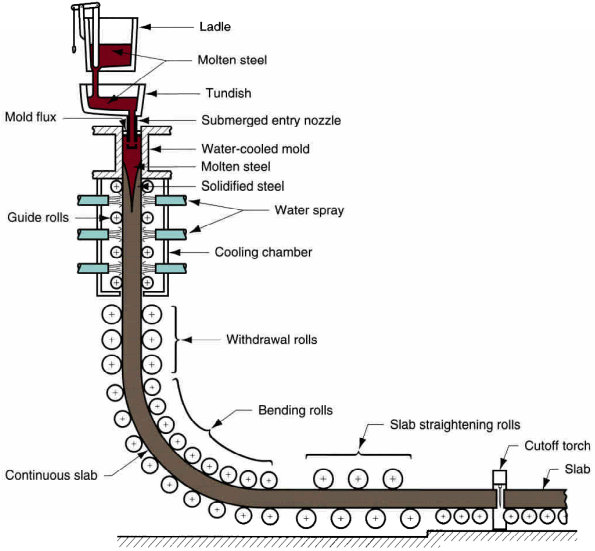 Ladle
Molten steel
Tundish
Mold flux
Submerged entry nozzle
Water-cooled mold
Molten steel
Solidified steel
Water spray
Guide rolls
Cooling chamber
Withdrawal rolls
Bending rolls
Slab straightening rolls
Cutoff torch
Continuous slab
Slab